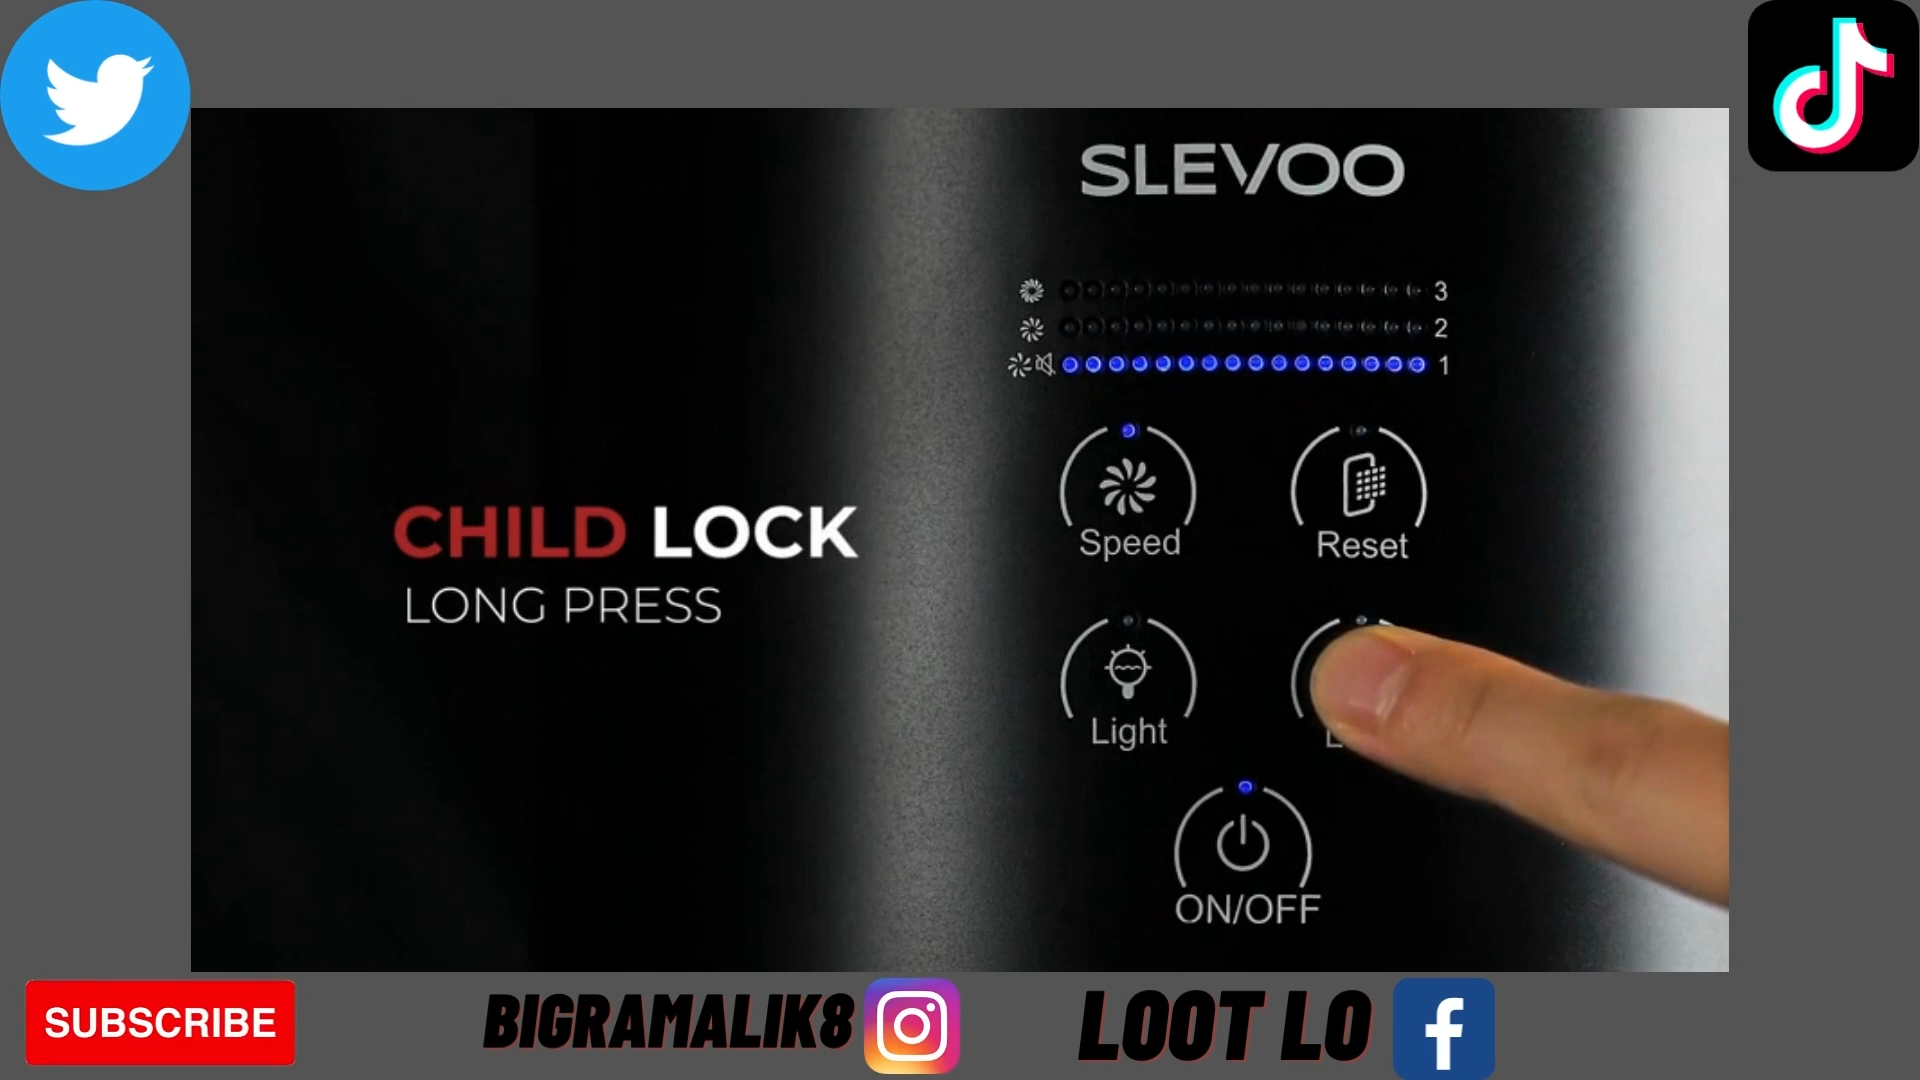 SLEVOO
3
2
1
Speed
Reset
CHILD LOCK
LONG PRESS
Light
ON/OFF
SUBSCRIBE
BIGRAMALIK8
LOOT LO